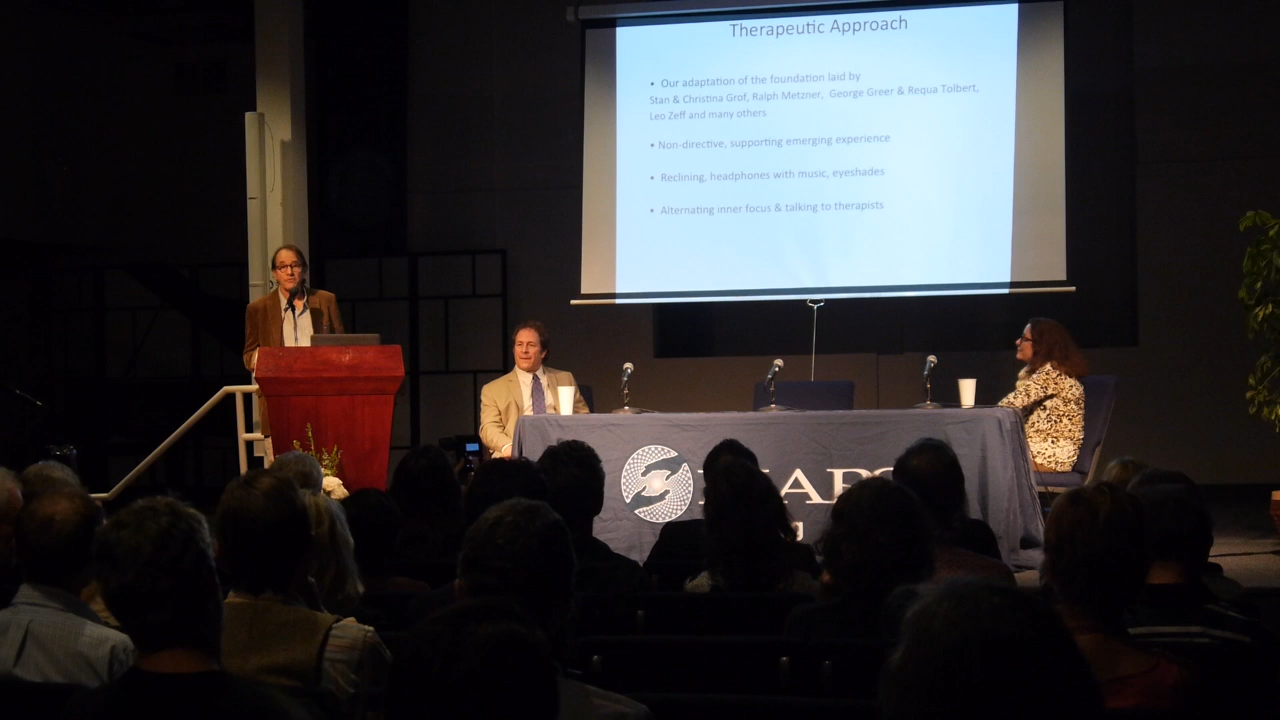 Therapeutic Approach
• Our adaptation of the foundation laid by
Stan & Christina Grof, Ralph Metzner, George Greer & Requa Tolbert,
Leo Zeff and many others
• Non-directive, supporting emerging experience
• Reclining, headphones with music, eyeshades
• Alternating inner focus & talking to therapists